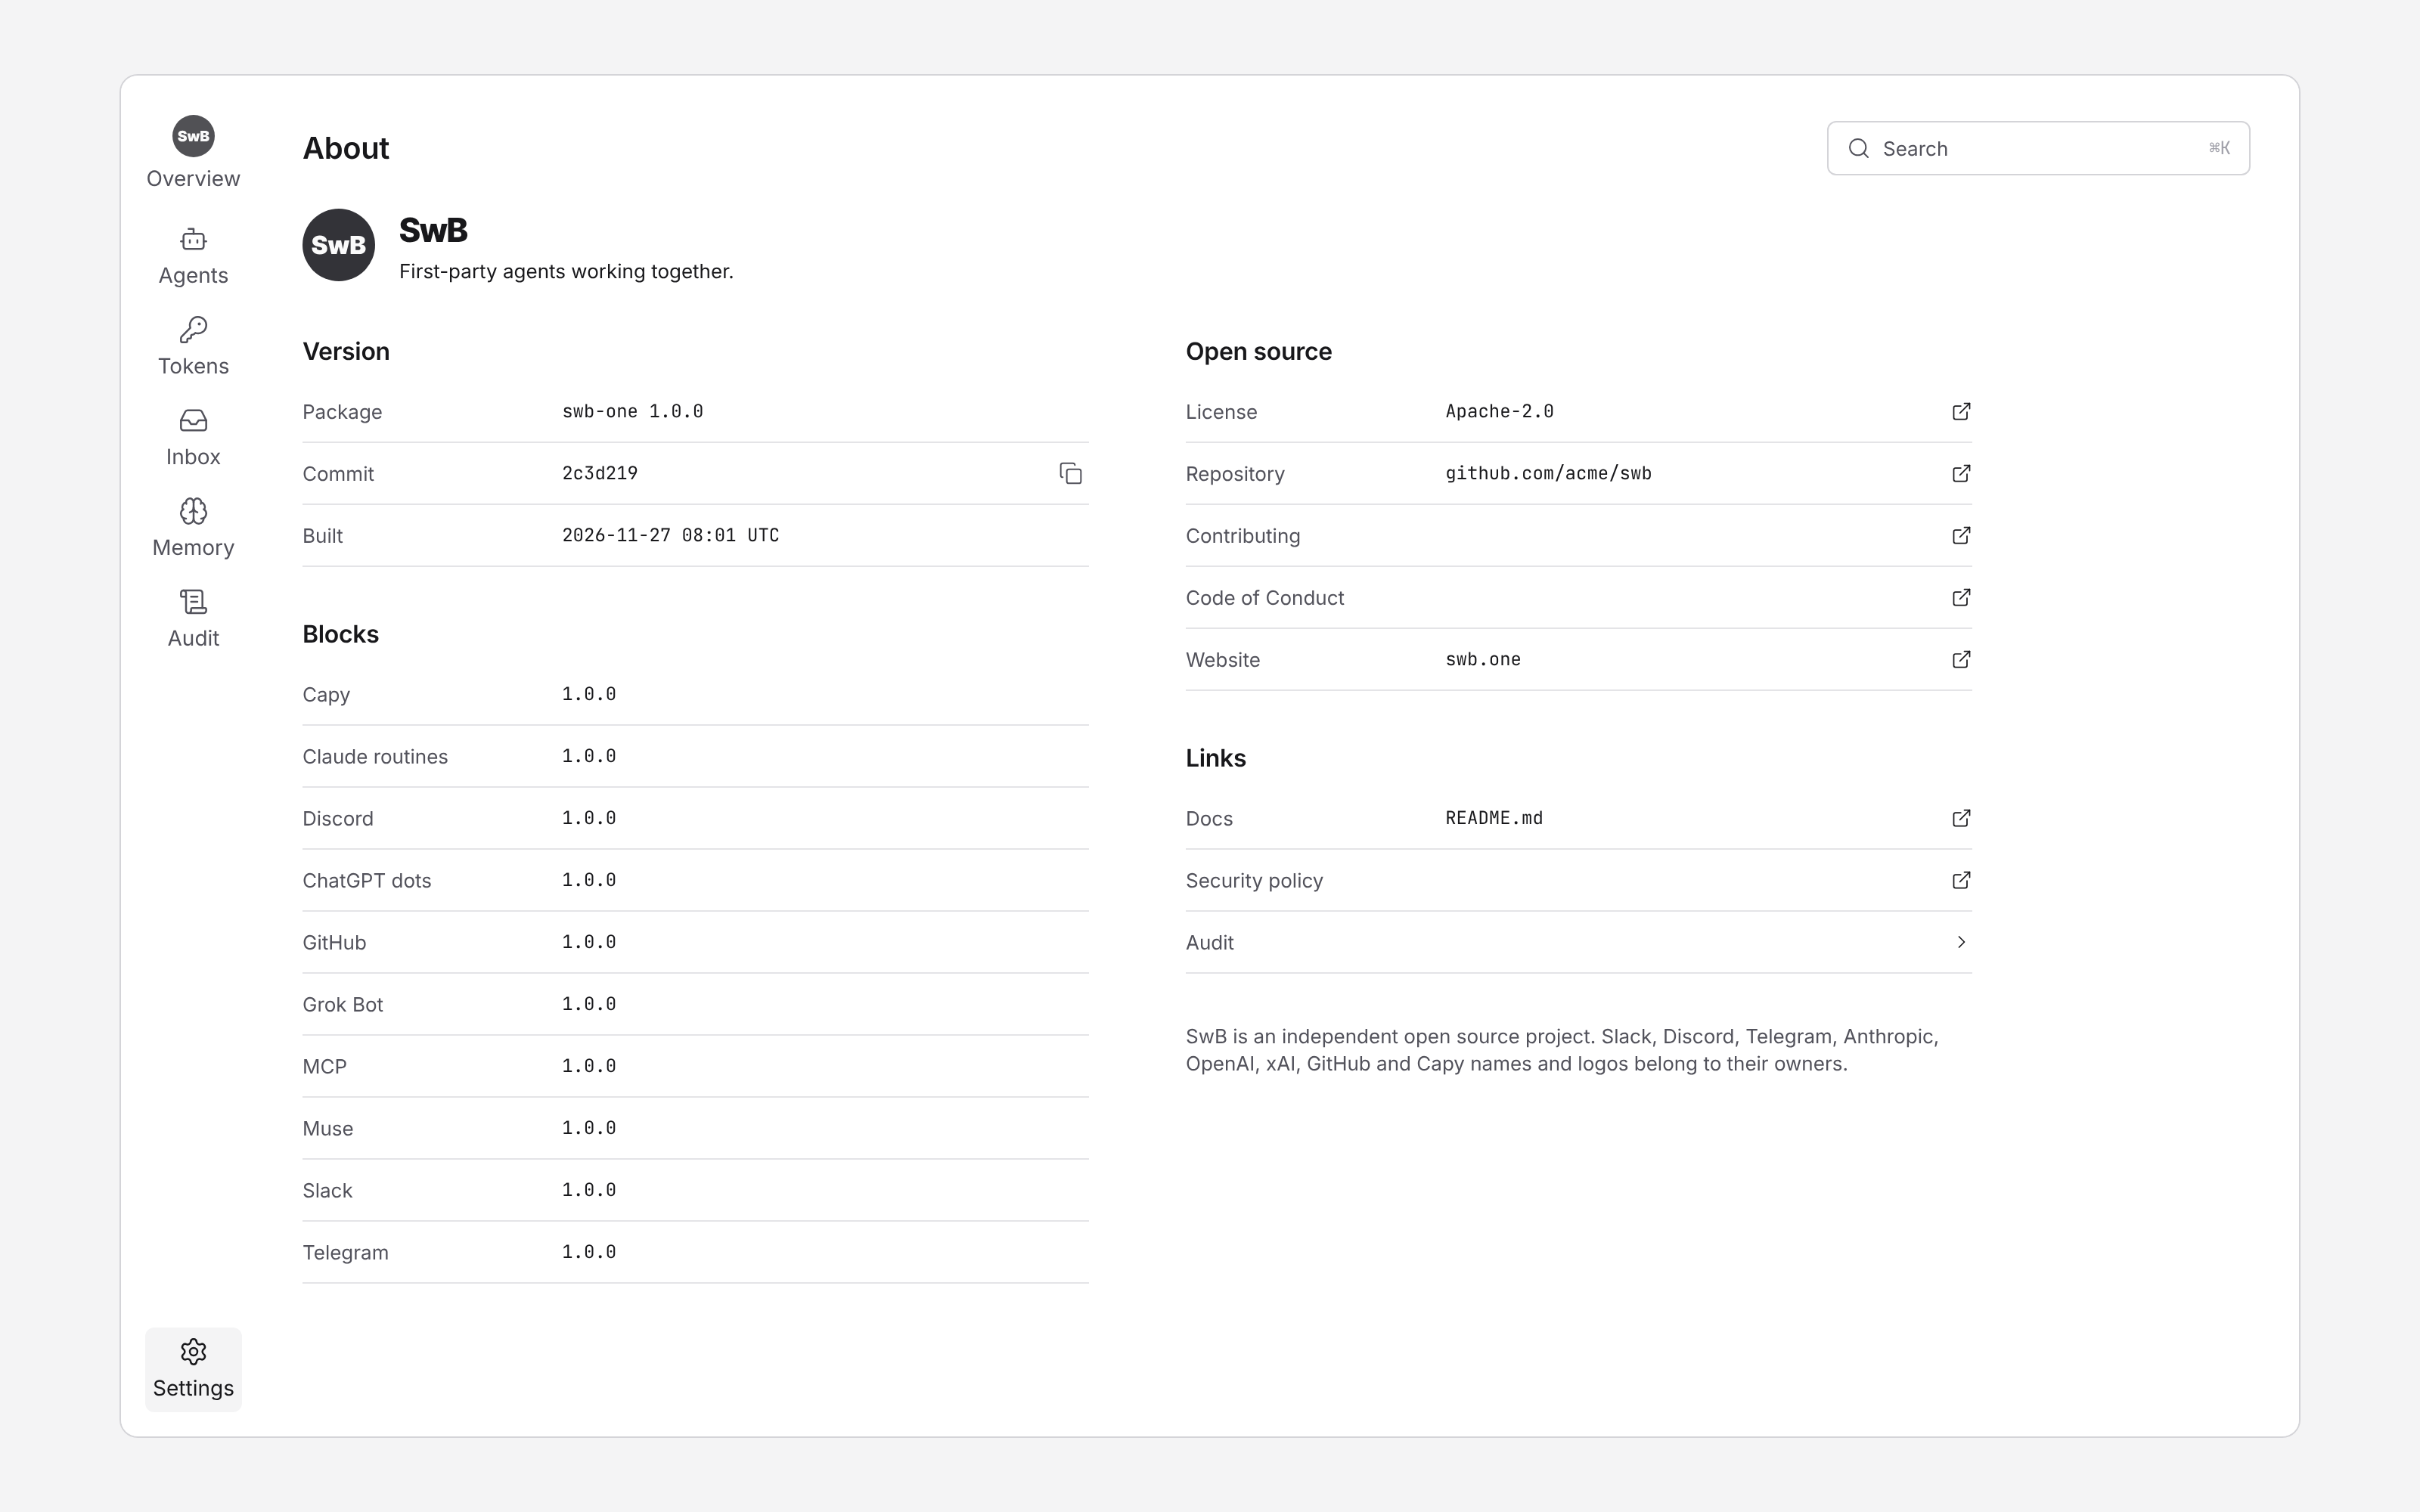 SwB
Overview
Agents
Tokens
Inbox
Memory
Audit
Settings
About
Search ⌘K
SwB
SwB
First-party agents working together.
Version
Package swb-one 1.0.0
Commit 2c3d219
Built 2026-11-27 08:01 UTC
Blocks
Capy 1.0.0
Claude routines 1.0.0
Discord 1.0.0
ChatGPT dots 1.0.0
GitHub 1.0.0
Grok Bot 1.0.0
MCP 1.0.0
Muse 1.0.0
Slack 1.0.0
Telegram 1.0.0
Open source
License Apache-2.0
Repository github.com/acme/swb
Contributing
Code of Conduct
Website swb.one
Links
Docs README.md
Security policy
Audit
SwB is an independent open source project. Slack, Discord, Telegram, Anthropic,
OpenAI, xAI, GitHub and Capy names and logos belong to their owners.